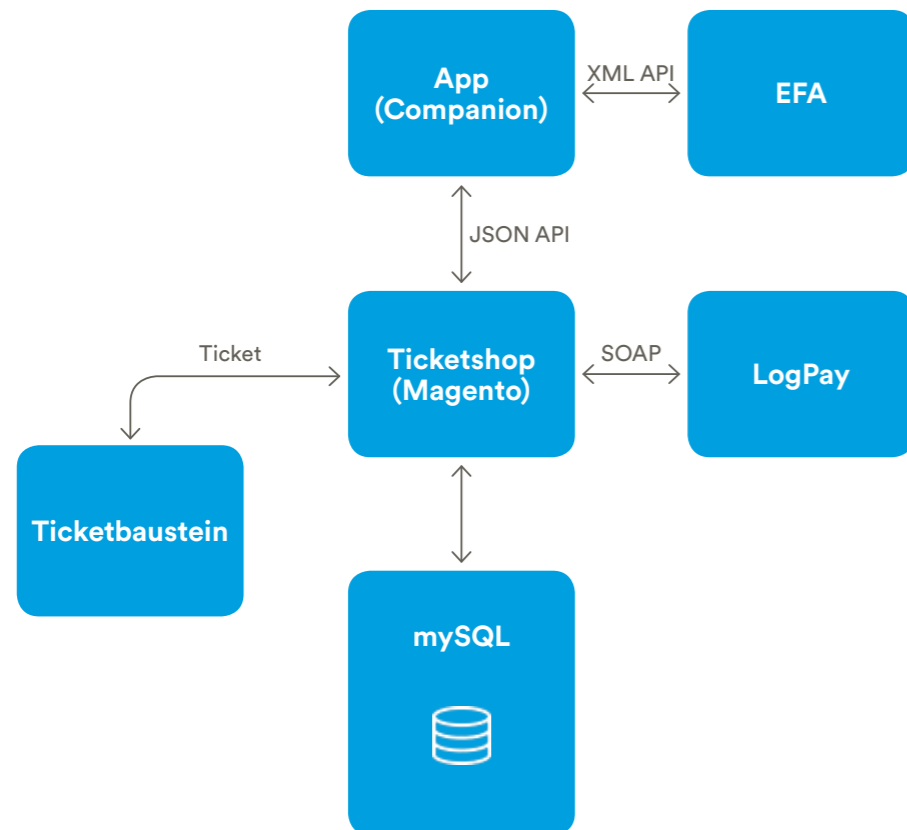 App
(Companion)
XML API
EFA
JSON API
Ticket
Ticketshop
(Magento)
SOAP
LogPay
Ticketbaustein
mySQL